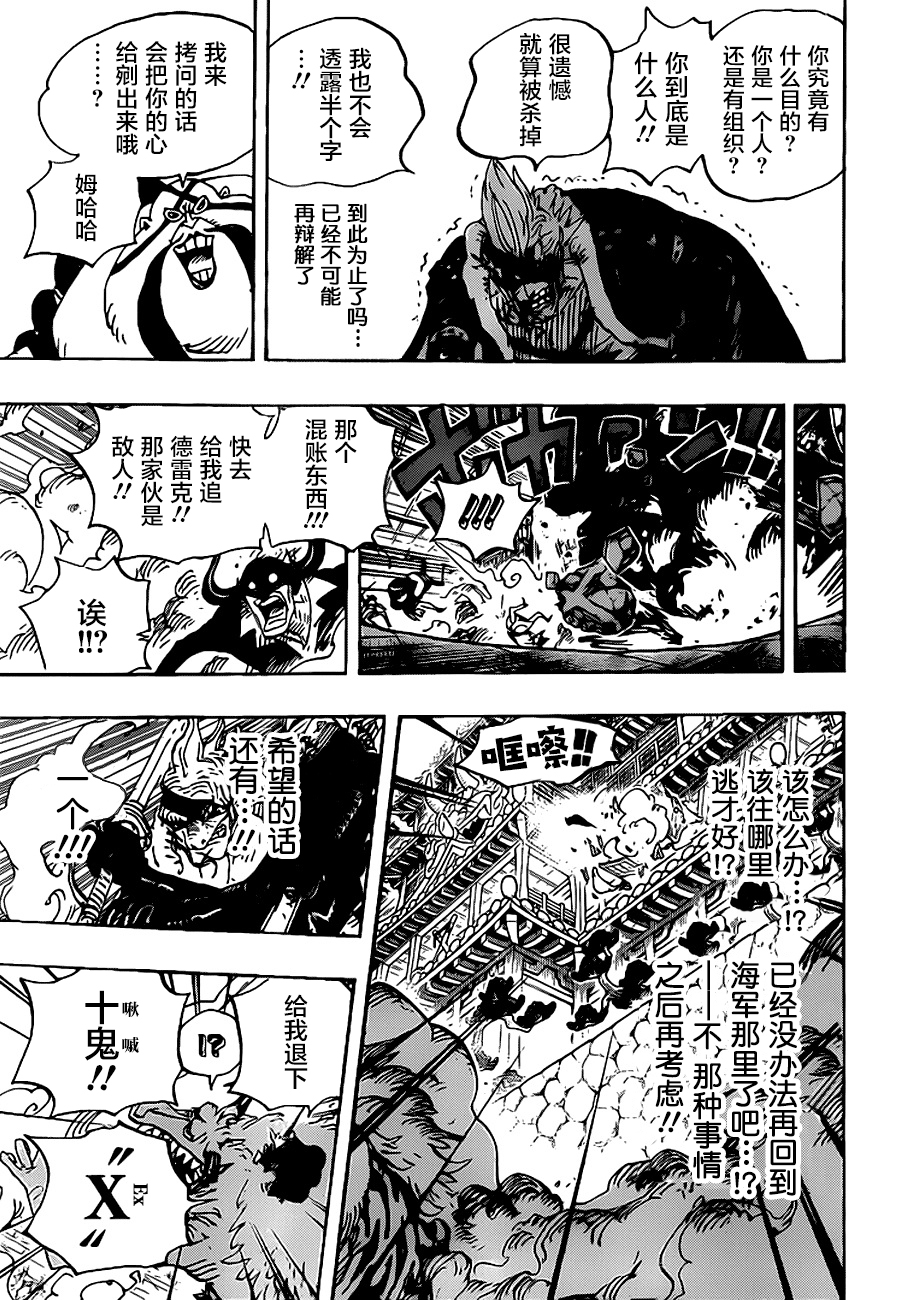 你究竟有
什么目的？
你是一个人？
还是有组织？
你到底是
什么人!!
很遗憾
就算被杀掉
我也不会
透露半个字
…!!
到此为止了吗…
已经不可能
再辩解了
我来
拷问的话
会把你的心
给剜出来哦
……？
姆哈哈
!!!
那个
混账东西!!!
快去
给我追
德雷克!!
那家伙是
敌人!!
诶!!?
哐嚓!!
该怎么办…!?
该往哪里
逃才好!?
已经没办法再回到
海军那里了吧…!?
——不，那种事情
之后再考虑!!
希望的话
还有…!!
一个!!!
给我退下
!?
啾
嘁
十鬼!!
Ex
〝X〟